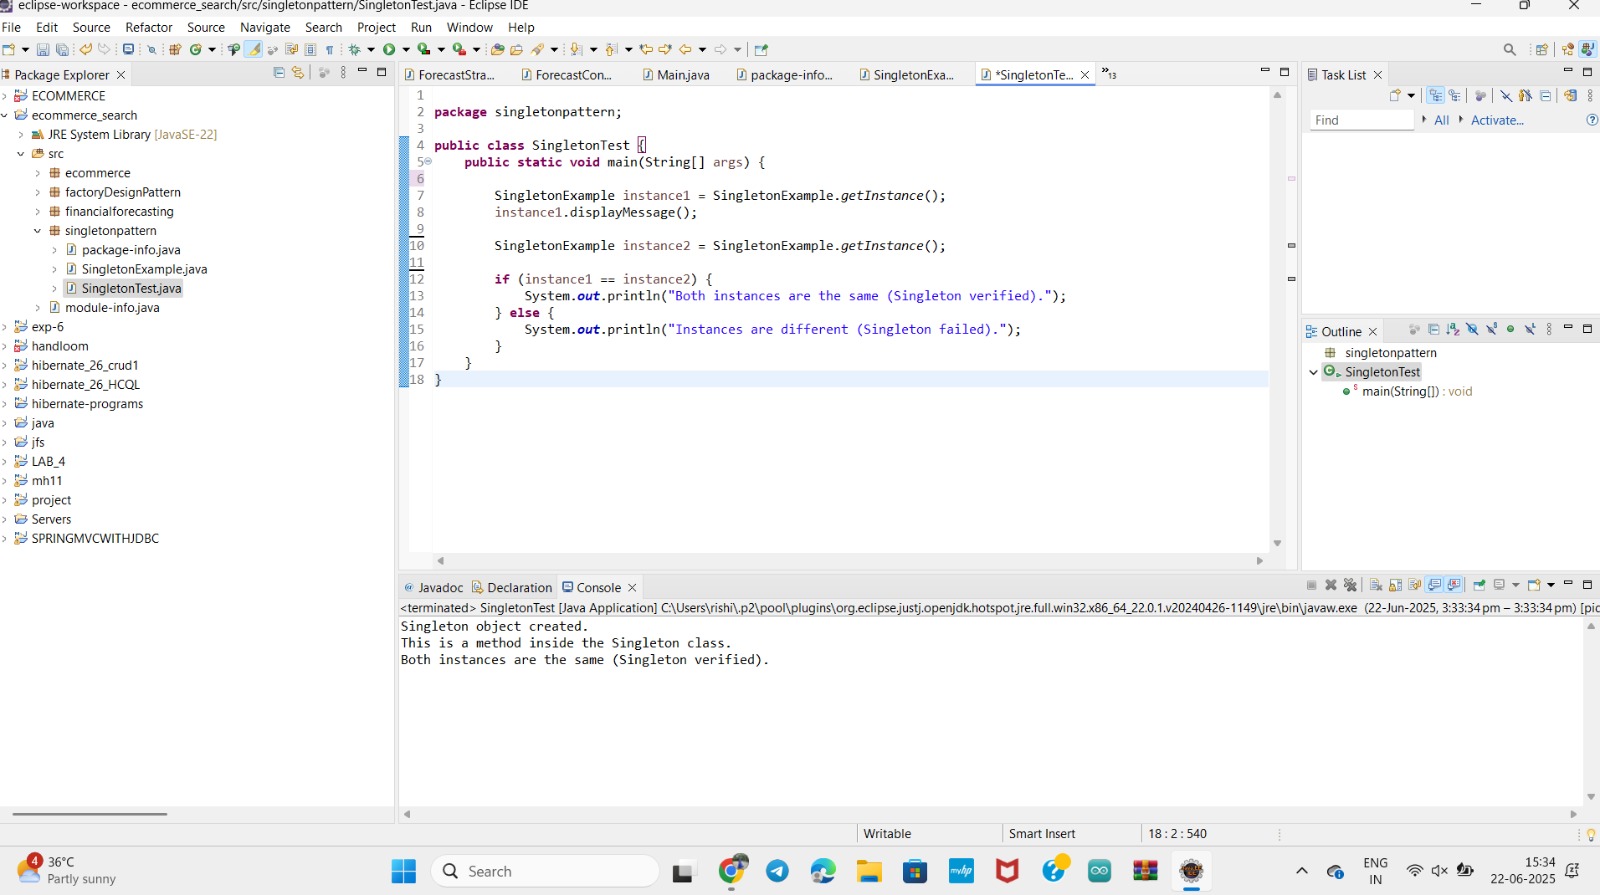 eclipse-workspace - ecommerce_search/src/singletonpattern/SingletonTest.java - Eclipse IDE
File Edit Source Refactor Source Navigate Search Project Run Window Help
Package Explorer
ECOMMERCE
ecommerce_search
JRE System Library [JavaSE-22]
src
ecommerce
factoryDesignPattern
financialforecasting
singletonpattern
package-info.java
SingletonExample.java
SingletonTest.java
module-info.java
exp-6
handloom
hibernate_26_crud1
hibernate_26_HCQL
hibernate-programs
java
jfs
LAB_4
mh11
project
Servers
SPRINGMVCWITHJDBC
ForecastStra... ForecastCon... Main.java package-info... SingletonExa... *SingletonTe... »13
1
2 package singletonpattern;
3
4 public class SingletonTest {
5 public static void main(String[] args) {
6
7 SingletonExample instance1 = SingletonExample.getInstance();
8 instance1.displayMessage();
9
10 SingletonExample instance2 = SingletonExample.getInstance();
11
12 if (instance1 == instance2) {
13 System.out.println("Both instances are the same (Singleton verified).");
14 } else {
15 System.out.println("Instances are different (Singleton failed).");
16 }
17 }
18 }
Task List
Find All Activate...
Outline
singletonpattern
SingletonTest
main(String[]) : void
Javadoc Declaration Console
<terminated> SingletonTest [Java Application] C:\Users\rishi\.p2\pool\plugins\org.eclipse.justj.openjdk.hotspot.jre.full.win32.x86_64_22.0.1.v20240426-1149\jre\bin\javaw.exe (22-Jun-2025, 3:33:34 pm – 3:33:34 pm) [pic
Singleton object created.
This is a method inside the Singleton class.
Both instances are the same (Singleton verified).
Writable Smart Insert 18 : 2 : 540
4
36°C
Partly sunny
Search
myhp
ENG
IN
15:34
22-06-2025